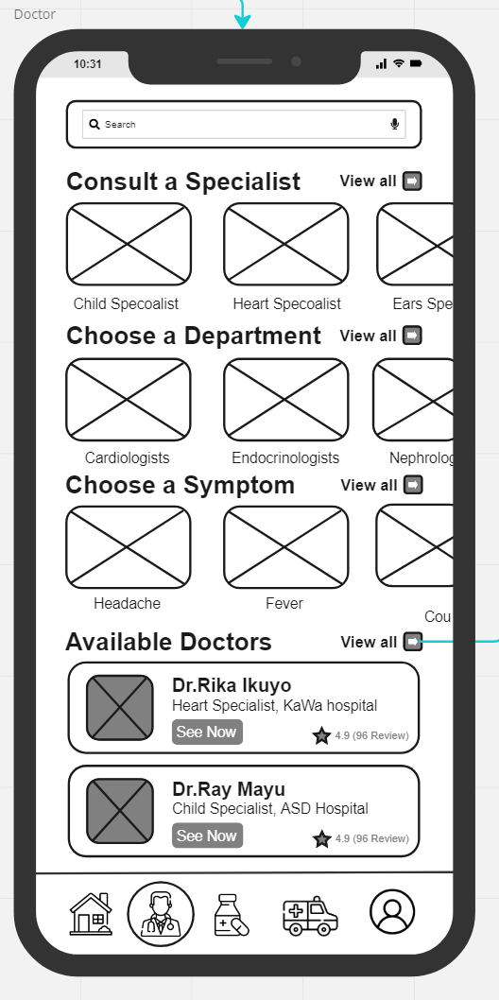 Doctor
10:31
Search
Consult a Specialist View all
Child Specoalist Heart Specoalist Ears Spe
Choose a Department View all
Cardiologists Endocrinologists Nephrolog
Choose a Symptom View all
Headache Fever Cou
Available Doctors View all
Dr.Rika Ikuyo
Heart Specialist, KaWa hospital
See Now 4.9 (96 Review)
Dr.Ray Mayu
Child Specialist, ASD Hospital
See Now 4.9 (96 Review)